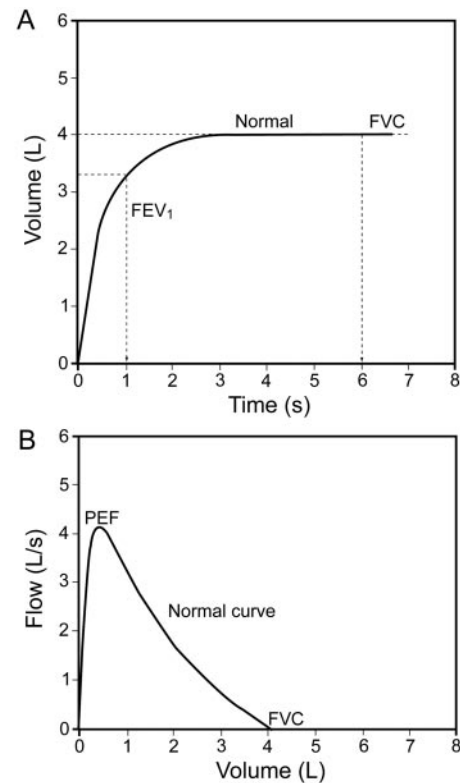 A
6
5
4
3
2
1
0
Volume (L)
Normal
FVC
FEV₁
0 1 2 3 4 5 6 7 8
Time (s)
B
6
5
4
3
2
1
0
Flow (L/s)
PEF
Normal curve
FVC
0 1 2 3 4 5 6 7 8
Volume (L)